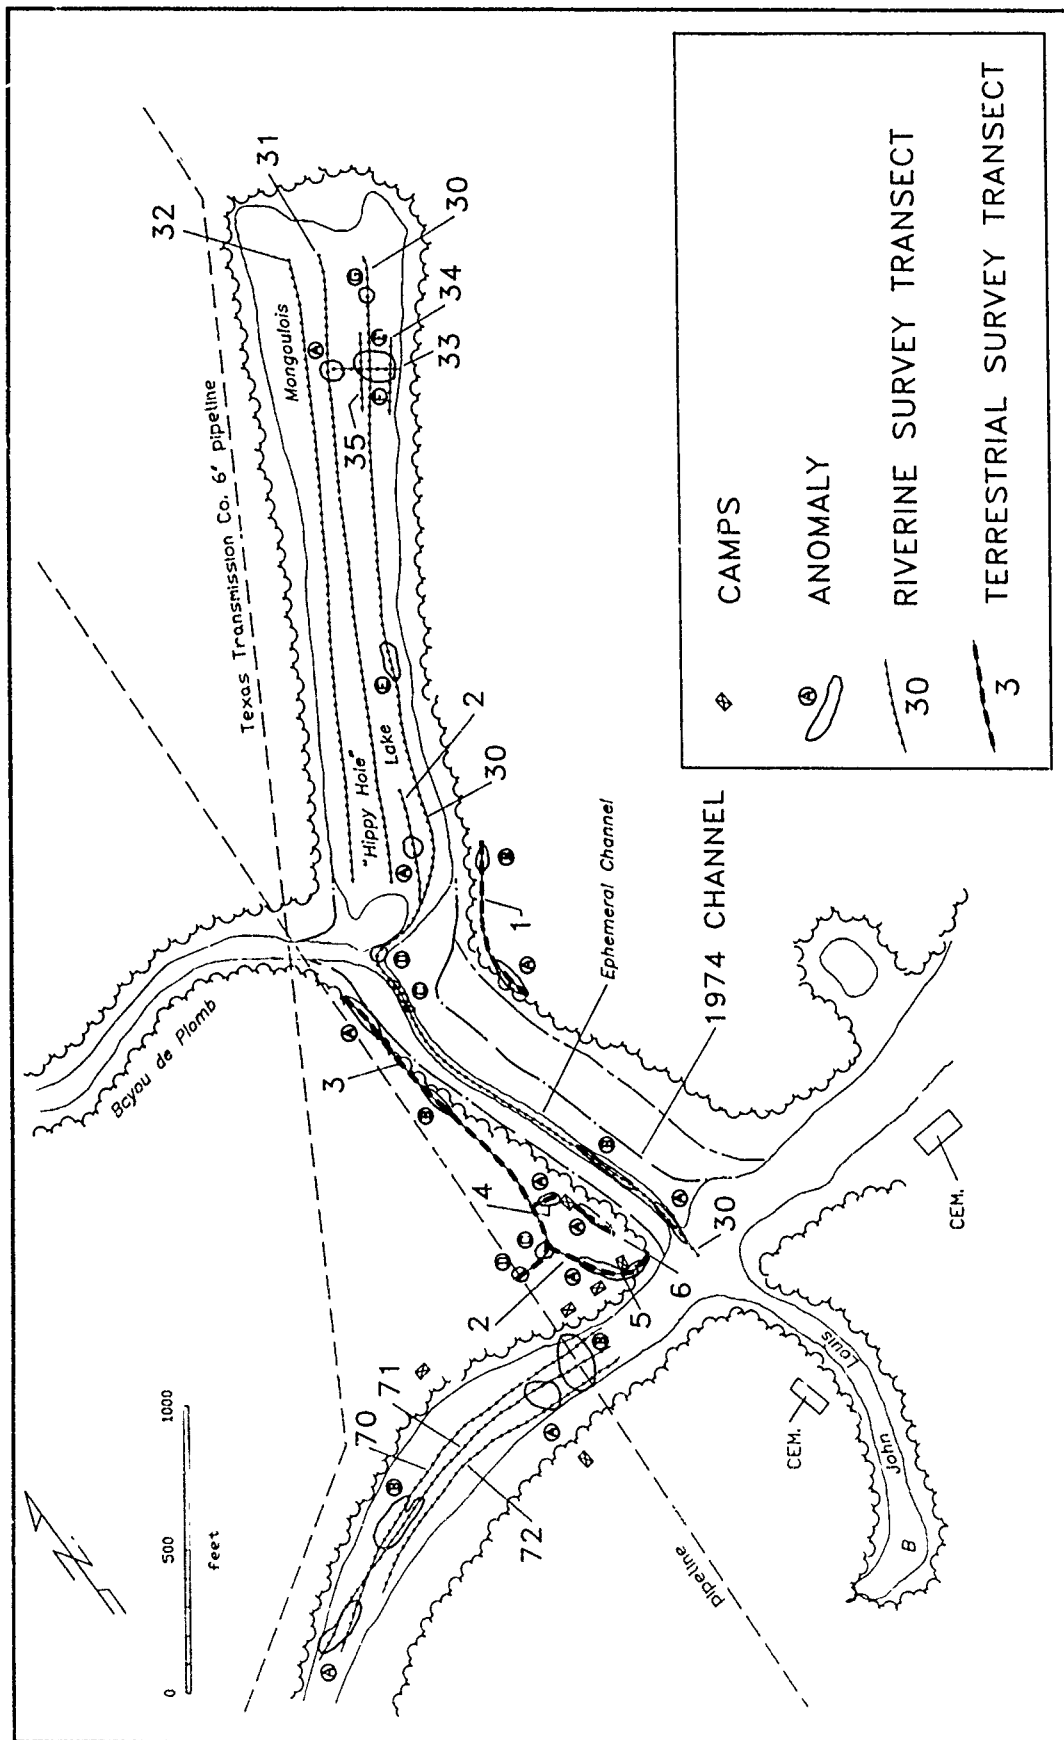 Texas Transmission Co. 6" pipeline
32
31
30
Mongoulois
A
G
34
33
35
F
F
"Hippy Hole"
Lake
E
2
30
A
Bayou de Plomb
D
C
A
3
B
1
A
B
Ephemeral Channel
1974 CHANNEL
B
A
30
4
A
A
C
D
2
A
5
6
B
A
70
71
72
B
A
pipeline
CEM.
CEM.
B
John
Louis
N
0
500
1000
feet
CAMPS
A
ANOMALY
30
RIVERINE SURVEY TRANSECT
3
TERRESTRIAL SURVEY TRANSECT